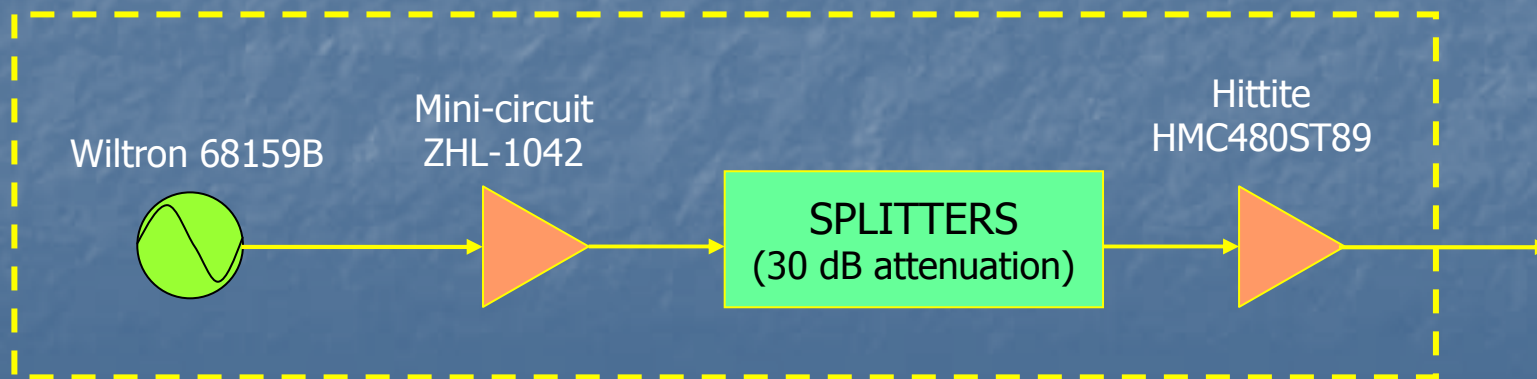 Wiltron 68159B
Mini-circuit
ZHL-1042
SPLITTERS
(30 dB attenuation)
Hittite
HMC480ST89